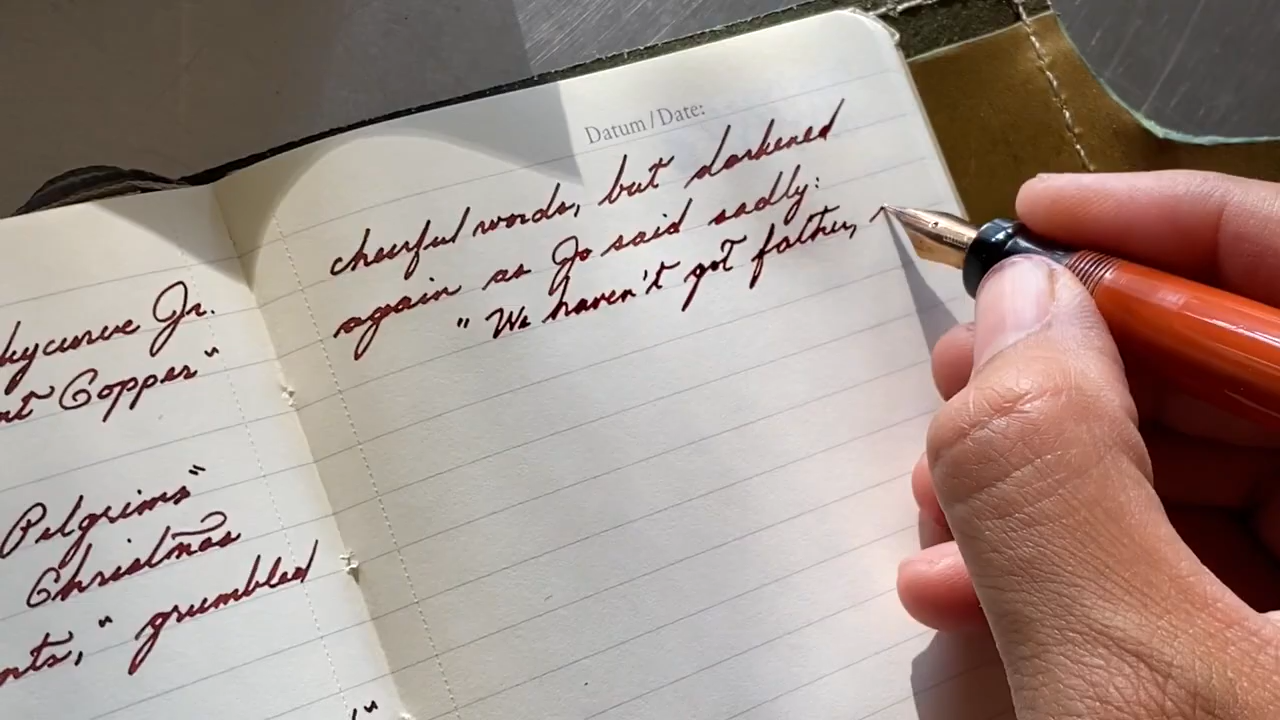 Jr.
Copper"
Pelgrims"
Christmas
," grumbled
Datum/Date:
cheerful words, but darkened
again as Jo said sadly:
"We haven't got father,